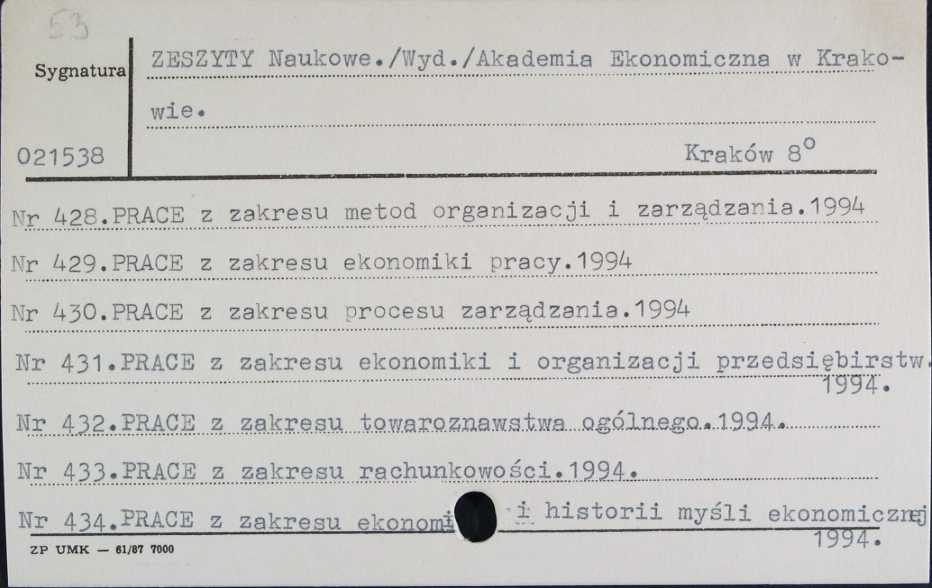 53
ZESZYTY Naukowe./Wyd./Akademia Ekonomiczna w Krako-
Sygnatura
wie.
021538
Kraków 8°
Nr 428.PRACE z zakresu metod organizacji i zarządzania.1994
Nr 429.PRACE z zakresu ekonomiki pracy.1994
Nr 430.PRACE z zakresu procesu zarządzania.1994
Nr 431.PRACE z zakresu ekonomiki i organizacji przedsiębirstw.
1994.
Nr 432.PRACE z zakresu towaroznawstwa ogólnego.1994.
Nr 433.PRACE z zakresu rachunkowości.1994.
Nr 434.PRACE z zakresu ekonomi i historii myśli ekonomicznej
1994.
ZP UMK — 61/87 7000